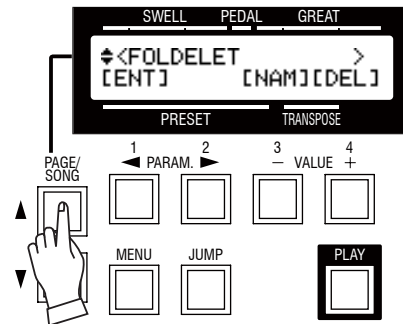 SWELL PEDAL GREAT
<FOLDELET >
[ENT] [NAM][DEL]
PRESET TRANSPOSE
1 2 3 4
PAGE/
SONG
◄ PARAM. ► − VALUE +
▲
▼
MENU JUMP PLAY